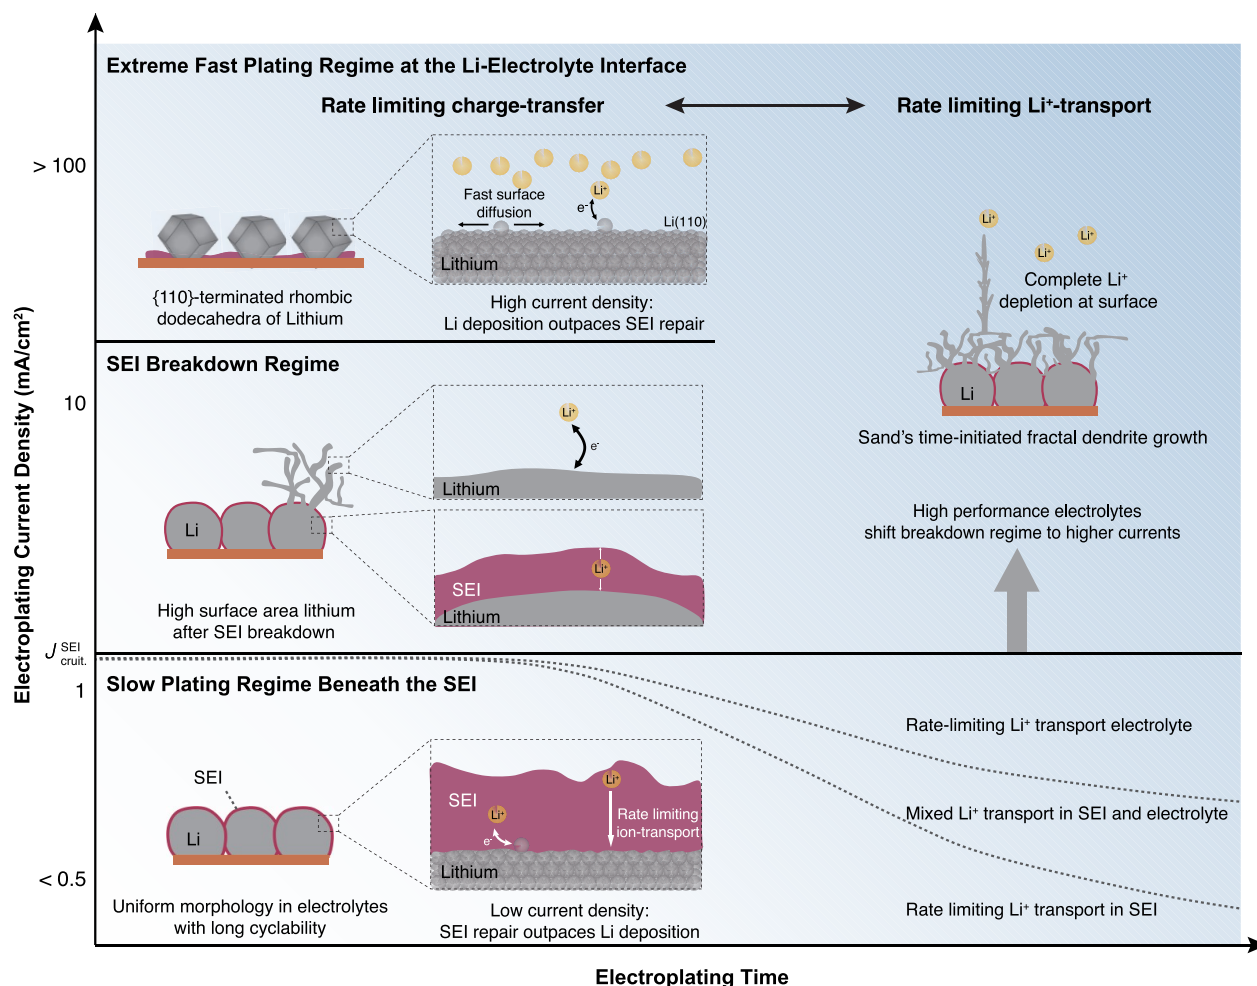 Extreme Fast Plating Regime at the Li-Electrolyte Interface
Rate limiting charge-transfer
Rate limiting Li⁺-transport
> 100
Li⁺
e⁻
Fast surface
diffusion
Li(110)
Lithium
{110}-terminated rhombic
dodecahedra of Lithium
High current density:
Li deposition outpaces SEI repair
Li⁺
Li⁺
Li⁺
Complete Li⁺
depletion at surface
Li
Sand's time-initiated fractal dendrite growth
SEI Breakdown Regime
10
Li⁺
e⁻
Lithium
Li
Li⁺
SEI
Lithium
High surface area lithium
after SEI breakdown
High performance electrolytes
shift breakdown regime to higher currents
Electroplating Current Density (mA/cm²)
J SEI cruit.
1
Slow Plating Regime Beneath the SEI
SEI
Li
Li⁺
SEI
Li⁺
e⁻
Rate limiting
ion-transport
Lithium
Rate-limiting Li⁺ transport electrolyte
Mixed Li⁺ transport in SEI and electrolyte
Rate limiting Li⁺ transport in SEI
< 0.5
Uniform morphology in electrolytes
with long cyclability
Low current density:
SEI repair outpaces Li deposition
Electroplating Time